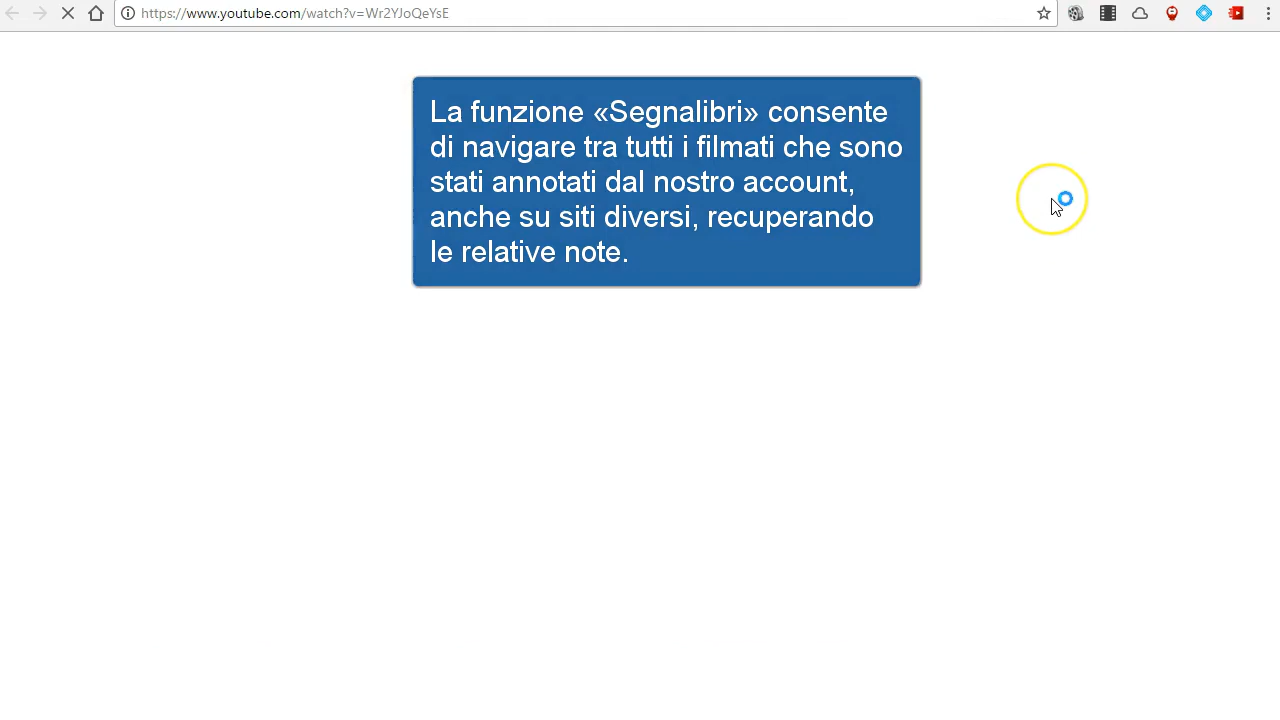 https://www.youtube.com/watch?v=Wr2YJoQeYsE
La funzione «Segnalibri» consente
di navigare tra tutti i filmati che sono
stati annotati dal nostro account,
anche su siti diversi, recuperando
le relative note.